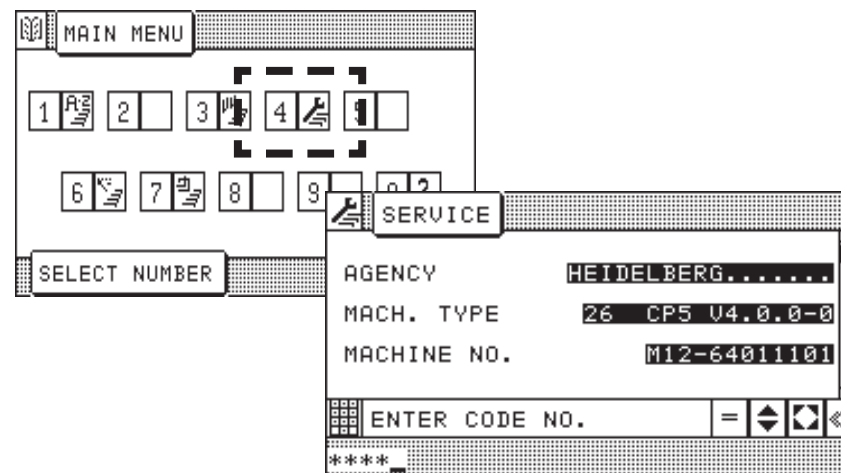 MAIN MENU
1 2 3 4
6 7 8 9
SELECT NUMBER
SERVICE
AGENCY HEIDELBERG.......
MACH. TYPE 26 CP5 V4.0.0-0
MACHINE NO. M12-64011101
ENTER CODE NO. =
****_